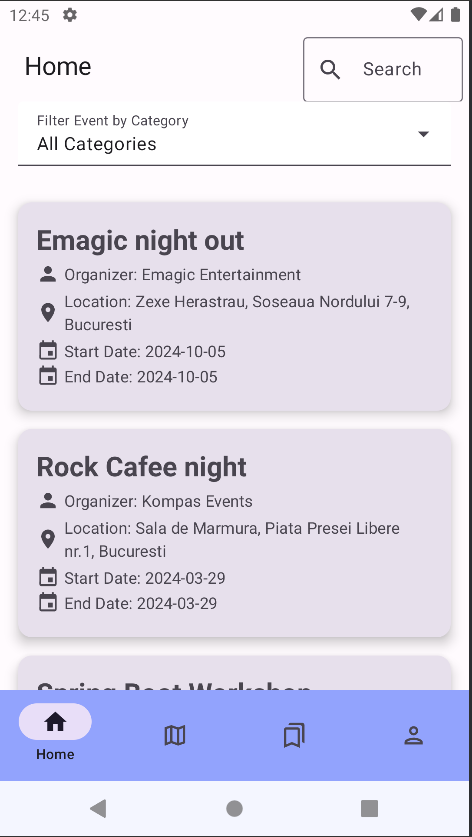 12:45
Home
Search
Filter Event by Category
All Categories
Emagic night out
Organizer: Emagic Entertainment
Location: Zexe Herastrau, Soseaua Nordului 7-9,
Bucuresti
Start Date: 2024-10-05
End Date: 2024-10-05
Rock Cafee night
Organizer: Kompas Events
Location: Sala de Marmura, Piata Presei Libere
nr.1, Bucuresti
Start Date: 2024-03-29
End Date: 2024-03-29
Spring Boot Workshop
Home